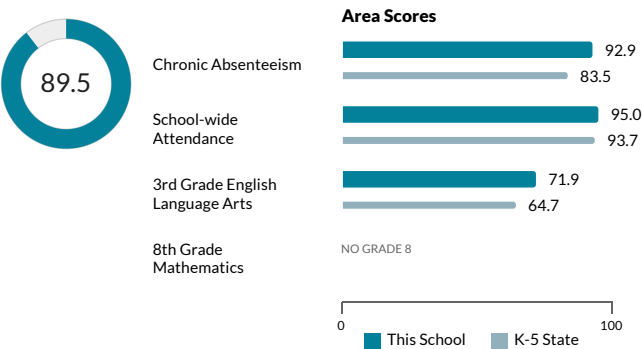 Area Scores
89.5
Chronic Absenteeism
92.9
83.5
School-wide
Attendance
95.0
93.7
3rd Grade English
Language Arts
71.9
64.7
8th Grade
Mathematics
NO GRADE 8
0 100
This School K-5 State